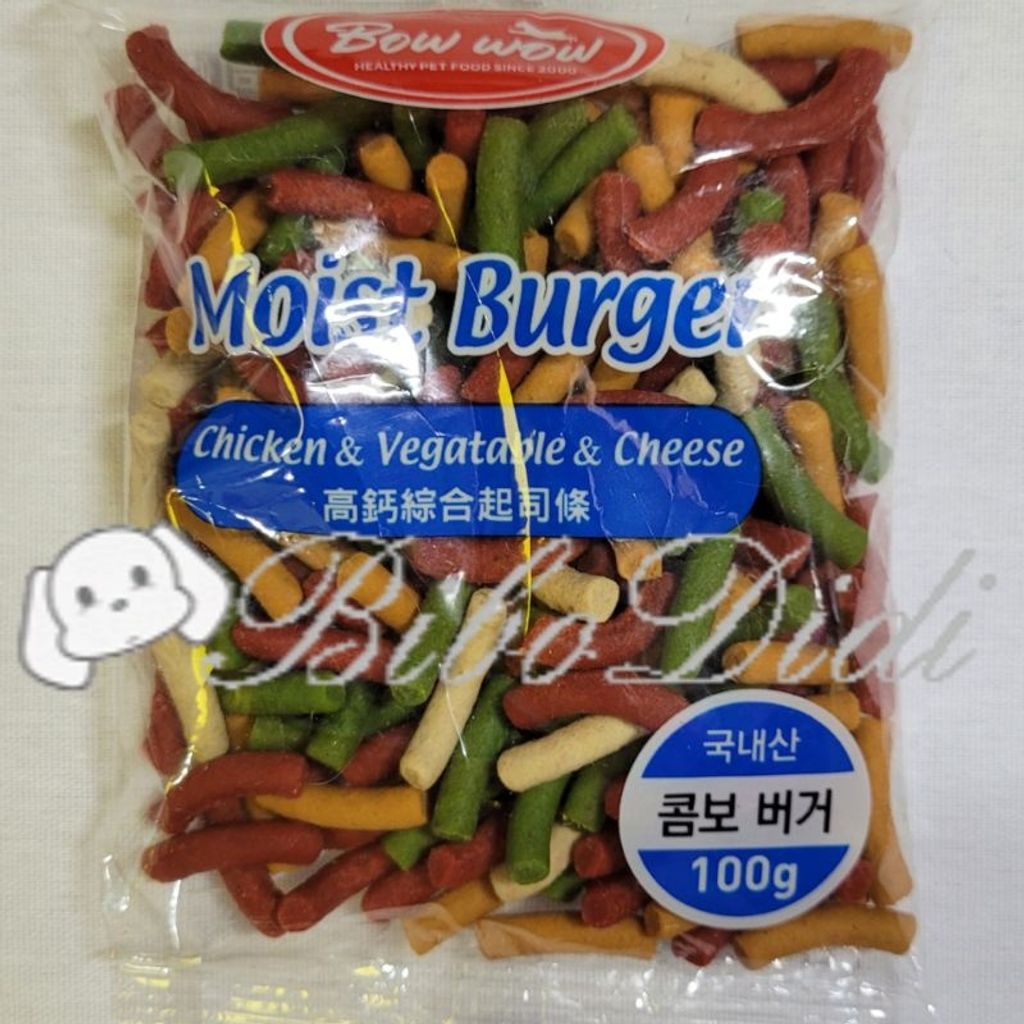 Bow wow
HEALTHY PET FOOD SINCE 2000
Moist Burger
Chicken & Vegatable & Cheese
高鈣綜合起司條
Bibo Didi
국내산
콤보 버거
100g